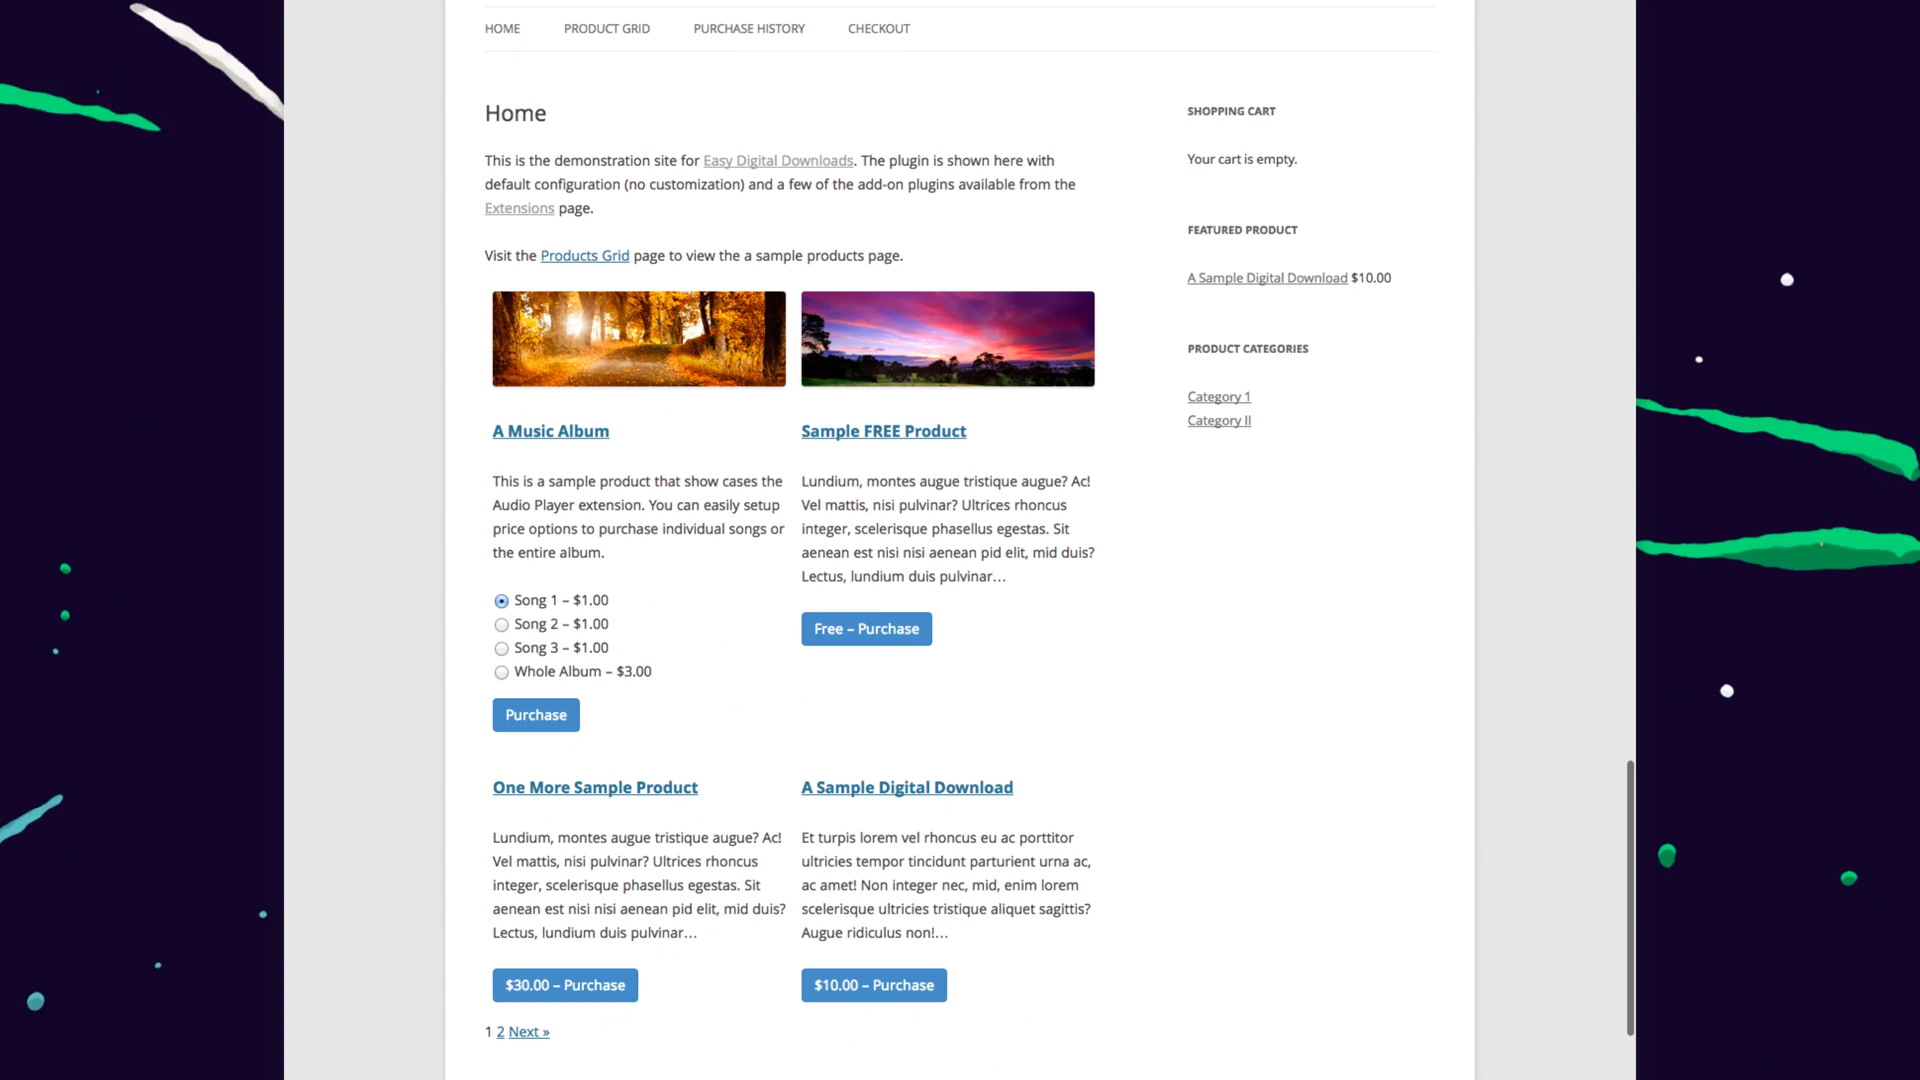 HOME PRODUCT GRID PURCHASE HISTORY CHECKOUT
Home
This is the demonstration site for Easy Digital Downloads. The plugin is shown here with
default configuration (no customization) and a few of the add-on plugins available from the
Extensions page.
Visit the Products Grid page to view the a sample products page.
A Music Album
This is a sample product that show cases the
Audio Player extension. You can easily setup
price options to purchase individual songs or
the entire album.
Song 1 – $1.00
Song 2 – $1.00
Song 3 – $1.00
Whole Album – $3.00
Purchase
Sample FREE Product
Lundium, montes augue tristique augue? Ac!
Vel mattis, nisi pulvinar? Ultrices rhoncus
integer, scelerisque phasellus egestas. Sit
aenean est nisi nisi aenean pid elit, mid duis?
Lectus, lundium duis pulvinar…
Free – Purchase
One More Sample Product
Lundium, montes augue tristique augue? Ac!
Vel mattis, nisi pulvinar? Ultrices rhoncus
integer, scelerisque phasellus egestas. Sit
aenean est nisi nisi aenean pid elit, mid duis?
Lectus, lundium duis pulvinar…
$30.00 – Purchase
A Sample Digital Download
Et turpis lorem vel rhoncus eu ac porttitor
ultricies tempor tincidunt parturient urna ac,
ac amet! Non integer nec, mid, enim lorem
scelerisque ultricies tristique aliquet sagittis?
Augue ridiculus non!…
$10.00 – Purchase
1 2 Next »
SHOPPING CART
Your cart is empty.
FEATURED PRODUCT
A Sample Digital Download $10.00
PRODUCT CATEGORIES
Category 1
Category II